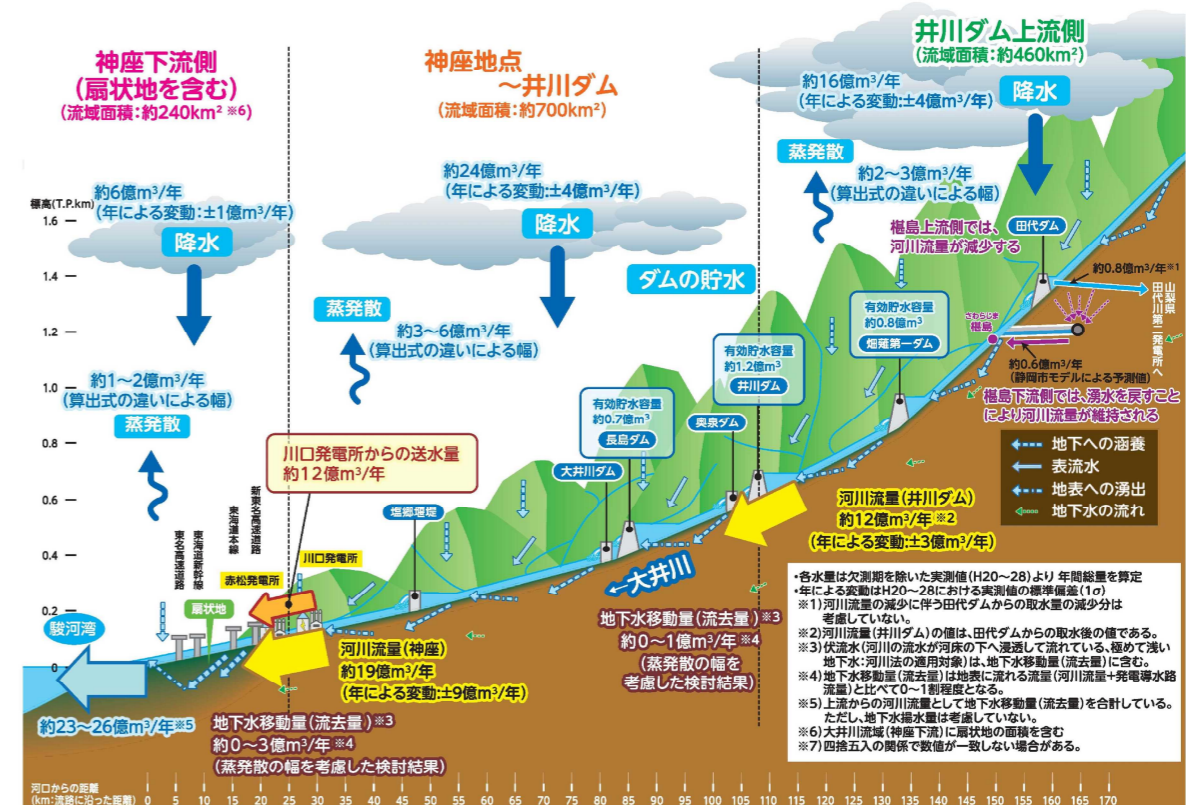 神座下流側
(扇状地を含む)
(流域面積:約240km² ※6)
神座地点
～井川ダム
(流域面積:約700km²)
井川ダム上流側
(流域面積:約460km²)
約16億m³/年
(年による変動:±4億m³/年)
降水
蒸発散
約2～3億m³/年
(算出式の違いによる幅)
約24億m³/年
(年による変動:±4億m³/年)
降水
約6億m³/年
(年による変動:±1億m³/年)
降水
標高(T.P.km)
1.6
1.4
1.2
1.0
0.8
0.6
0.4
0.2
0
椹島上流側では、
河川流量が減少する
田代ダム
約0.8億m³/年※1
山梨県
田代川第二発電所へ
ダムの貯水
蒸発散
約3～6億m³/年
(算出式の違いによる幅)
有効貯水容量
約0.8億m³
畑薙第一ダム
さわらじま
椹島
約0.6億m³/年
(静岡市モデルによる予測値)
椹島下流側では、湧水を戻すこと
により河川流量が維持される
有効貯水容量
約1.2億m³
井川ダム
有効貯水容量
約0.7億m³
長島ダム
奥泉ダム
大井川ダム
塩郷堰堤
約1～2億m³/年
(算出式の違いによる幅)
蒸発散
川口発電所からの送水量
約12億m³/年
地下への涵養
表流水
地表への湧出
地下水の流れ
河川流量(井川ダム)
約12億m³/年 ※2
(年による変動:±3億m³/年)
大井川
新東名高速道路
東海道本線
東海道新幹線
東名高速道路
川口発電所
赤松発電所
扇状地
駿河湾
河川流量(神座)
約19億m³/年
(年による変動:±9億m³/年)
地下水移動量(流去量)※3
約0～1億m³/年※4
(蒸発散の幅を
考慮した検討結果)
約23～26億m³/年※5
地下水移動量(流去量)※3
約0～3億m³/年※4
(蒸発散の幅を考慮した検討結果)
・各水量は欠測期を除いた実測値(H20～28)より 年間総量を算定
・年による変動はH20～28における実測値の標準偏差(1σ)
※1)河川流量の減少に伴う田代ダムからの取水量の減少分は
考慮していない。
※2)河川流量(井川ダム)の値は、田代ダムからの取水後の値である。
※3)伏流水(河川の流水が河床の下へ浸透して流れている、極めて浅い
地下水:河川法の適用対象)は、地下水移動量(流去量)に含む。
※4)地下水移動量(流去量)は地表に流れる流量(河川流量+発電導水路
流量)と比べて0～1割程度となる。
※5)上流からの河川流量として地下水移動量(流去量)を合計している。
ただし、地下水揚水量は考慮していない。
※6)大井川流域(神座下流)に扇状地の面積を含む
※7)四捨五入の関係で数値が一致しない場合がある。
河口からの距離
(km:流路に沿った距離)
0 5 10 15 20 25 30 35 40 45 50 55 60 65 70 75 80 85 90 95 100 105 110 115 120 125 130 135 140 145 150 155 160 165 170